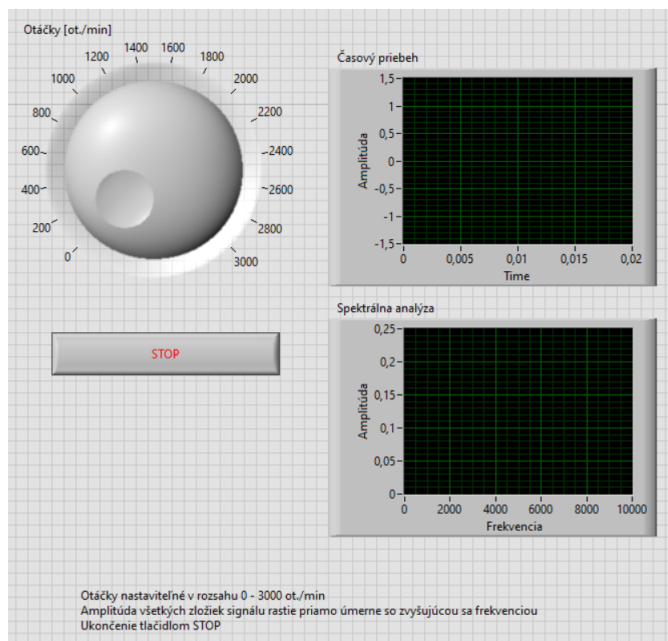 Otáčky [ot./min]
0
200
400
600
800
1000
1200
1400
1600
1800
2000
2200
2400
2600
2800
3000
STOP
Časový priebeh
Amplitúda
1,5
1
0,5
0
-0,5
-1
-1,5
0 0,005 0,01 0,015 0,02
Time
Spektrálna analýza
Amplitúda
0,25
0,2
0,15
0,1
0,05
0
0 2000 4000 6000 8000 10000
Frekvencia
Otáčky nastaviteľné v rozsahu 0 - 3000 ot./min
Amplitúda všetkých zložiek signálu rastie priamo úmerne so zvyšujúcou sa frekvenciou
Ukončenie tlačidlom STOP